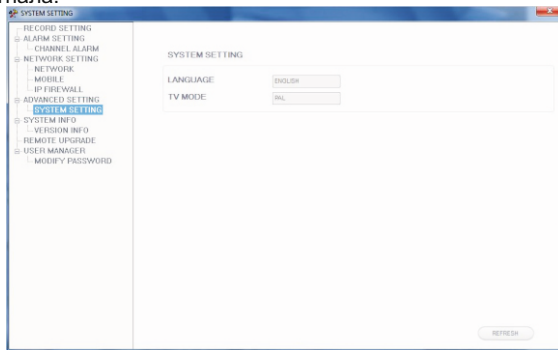 SYSTEM SETTING
RECORD SETTING
ALARM SETTING
CHANNEL ALARM
NETWORK SETTING
NETWORK
MOBILE
IP FIREWALL
ADVANCED SETTING
SYSTEM SETTING
SYSTEM INFO
VERSION INFO
REMOTE UPGRADE
USER MANAGER
MODIFY PASSWORD
SYSTEM SETTING
LANGUAGE ENGLISH
TV MODE PAL
REFRESH